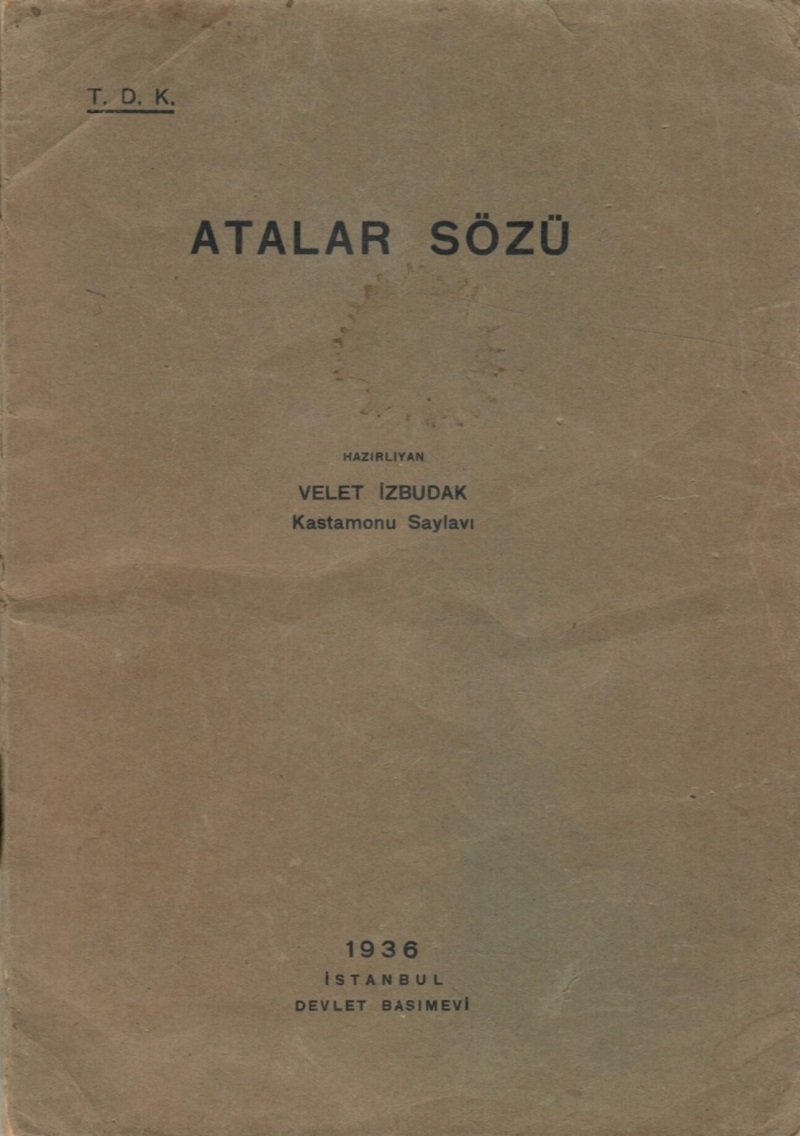 T. D. K.
ATALAR SÖZÜ
HAZIRLIYAN
VELET İZBUDAK
Kastamonu Saylavı
1936
İSTANBUL
DEVLET BASIMEVİ